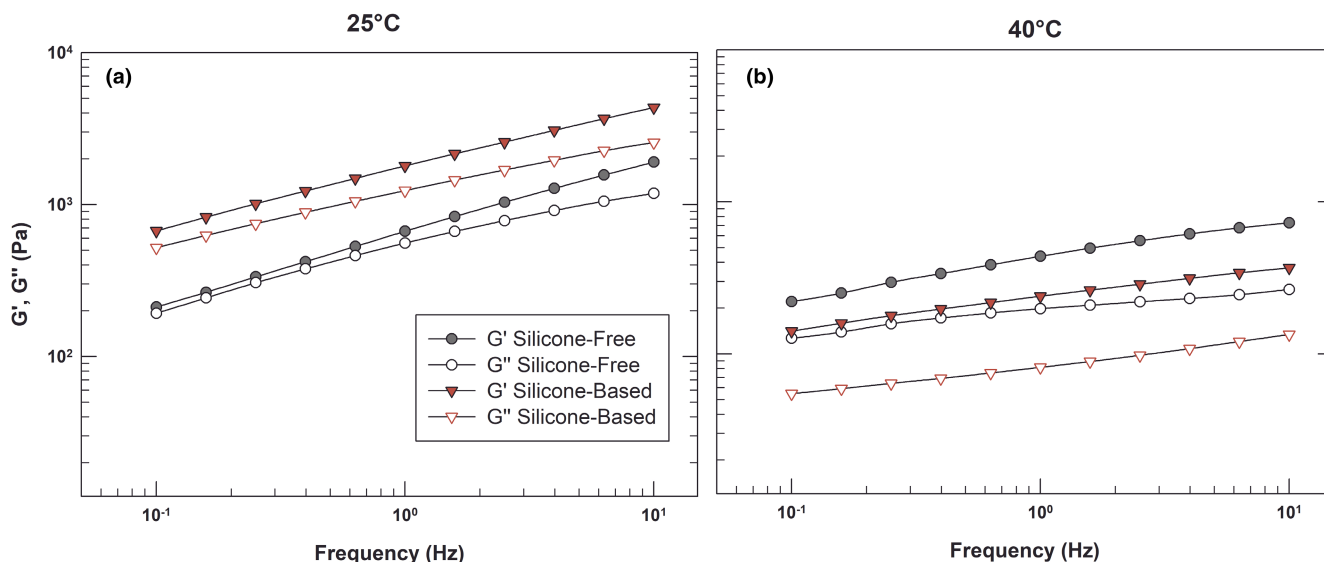 25°C
40°C
(a)
(b)
10⁴
10³
10²
G', G'' (Pa)
G' Silicone-Free
G'' Silicone-Free
G' Silicone-Based
G'' Silicone-Based
10⁻¹ 10⁰ 10¹
10⁻¹ 10⁰ 10¹
Frequency (Hz)
Frequency (Hz)